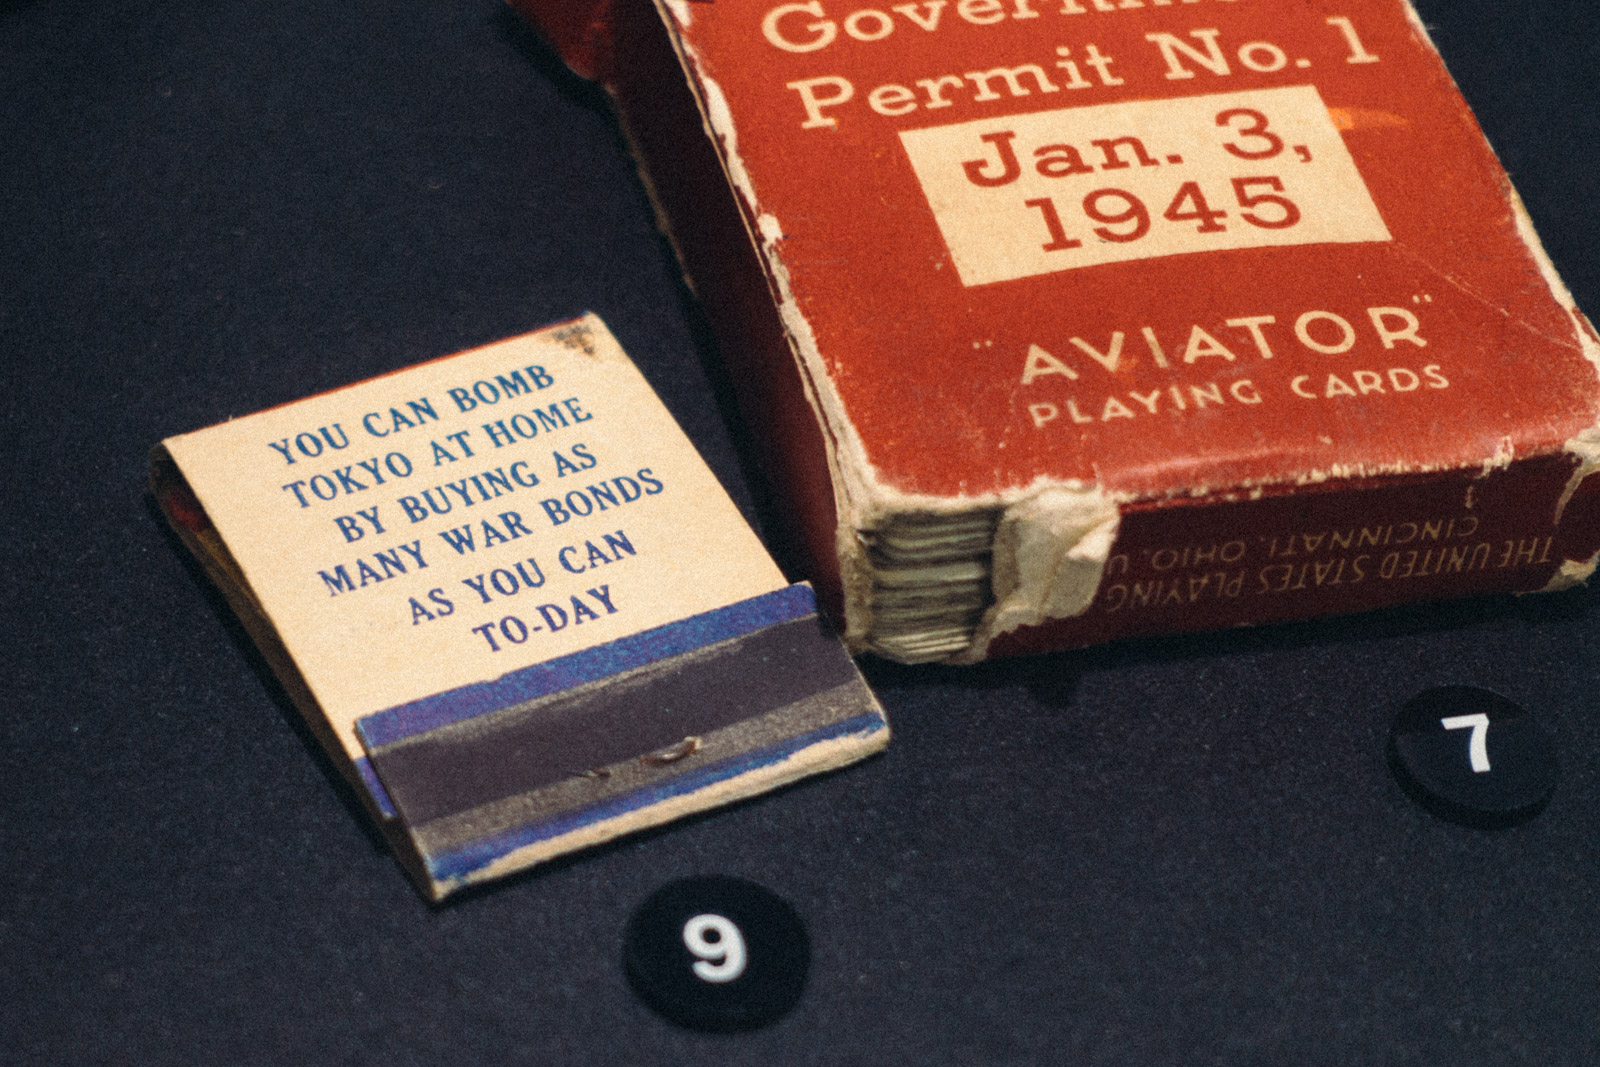 YOU CAN BOMB
TOKYO AT HOME
BY BUYING AS
MANY WAR BONDS
AS YOU CAN
TO-DAY
Permit No. 1
Jan. 3,
1945
"AVIATOR"
PLAYING CARDS
THE UNITED STATES PLAYING
CINCINNATI, OHIO, U
7
9